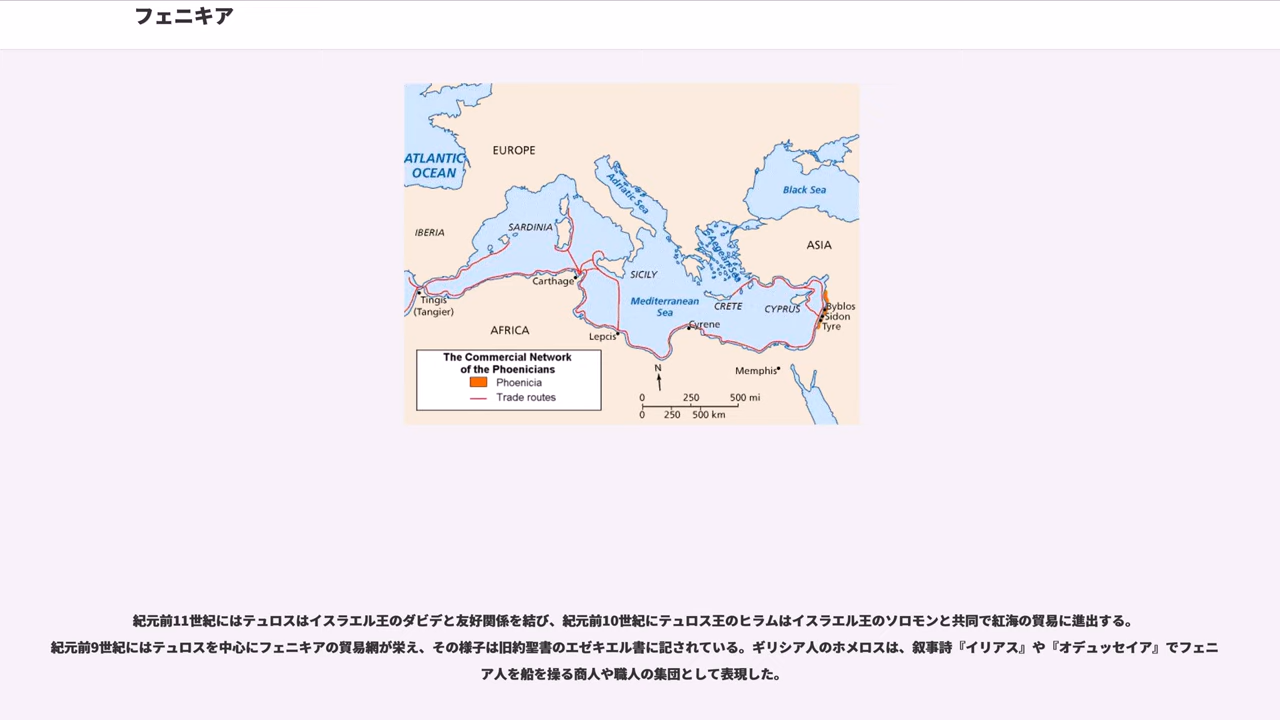 フェニキア
ATLANTIC
OCEAN
EUROPE
Adriatic Sea
Black Sea
IBERIA
SARDINIA
Aegean Sea
ASIA
SICILY
Carthage
Tingis
(Tangier)
Mediterranean
Sea
CRETE
CYPRUS
Byblos
Sidon
Tyre
AFRICA
Lepcis
Cyrene
Memphis
The Commercial Network
of the Phoenicians
Phoenicia
Trade routes
N
0 250 500 mi
0 250 500 km
紀元前11世紀にはテュロスはイスラエル王のダビデと友好関係を結び、紀元前10世紀にテュロス王のヒラムはイスラエル王のソロモンと共同で紅海の貿易に進出する。
紀元前9世紀にはテュロスを中心にフェニキアの貿易網が栄え、その様子は旧約聖書のエゼキエル書に記されている。ギリシア人のホメロスは、叙事詩『イリアス』や『オデュッセイア』でフェニ
ア人を船を操る商人や職人の集団として表現した。